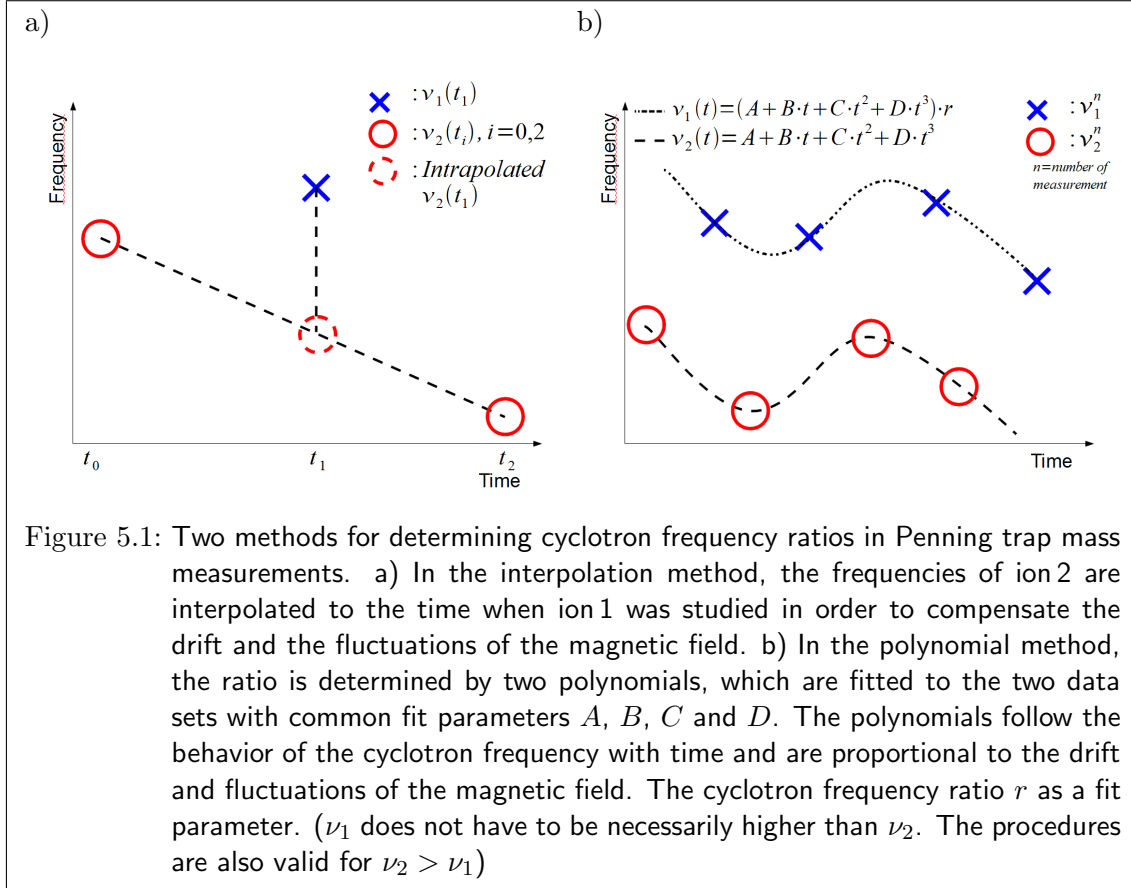 a)
Frequency
: ν₁(t₁)
: ν₂(tᵢ), i=0,2
: Intrapolated
ν₂(t₁)
t₀
t₁
t₂
Time
b)
Frequency
ν₁(t)=(A+B·t+C·t²+D·t³)·r
ν₂(t)=A+B·t+C·t²+D·t³
: ν₁ⁿ
: ν₂ⁿ
n=number of
measurement
Time
Figure 5.1: Two methods for determining cyclotron frequency ratios in Penning trap mass
measurements. a) In the interpolation method, the frequencies of ion 2 are
interpolated to the time when ion 1 was studied in order to compensate the
drift and the fluctuations of the magnetic field. b) In the polynomial method,
the ratio is determined by two polynomials, which are fitted to the two data
sets with common fit parameters A, B, C and D. The polynomials follow the
behavior of the cyclotron frequency with time and are proportional to the drift
and fluctuations of the magnetic field. The cyclotron frequency ratio r as a fit
parameter. (ν₁ does not have to be necessarily higher than ν₂. The procedures
are also valid for ν₂ > ν₁)